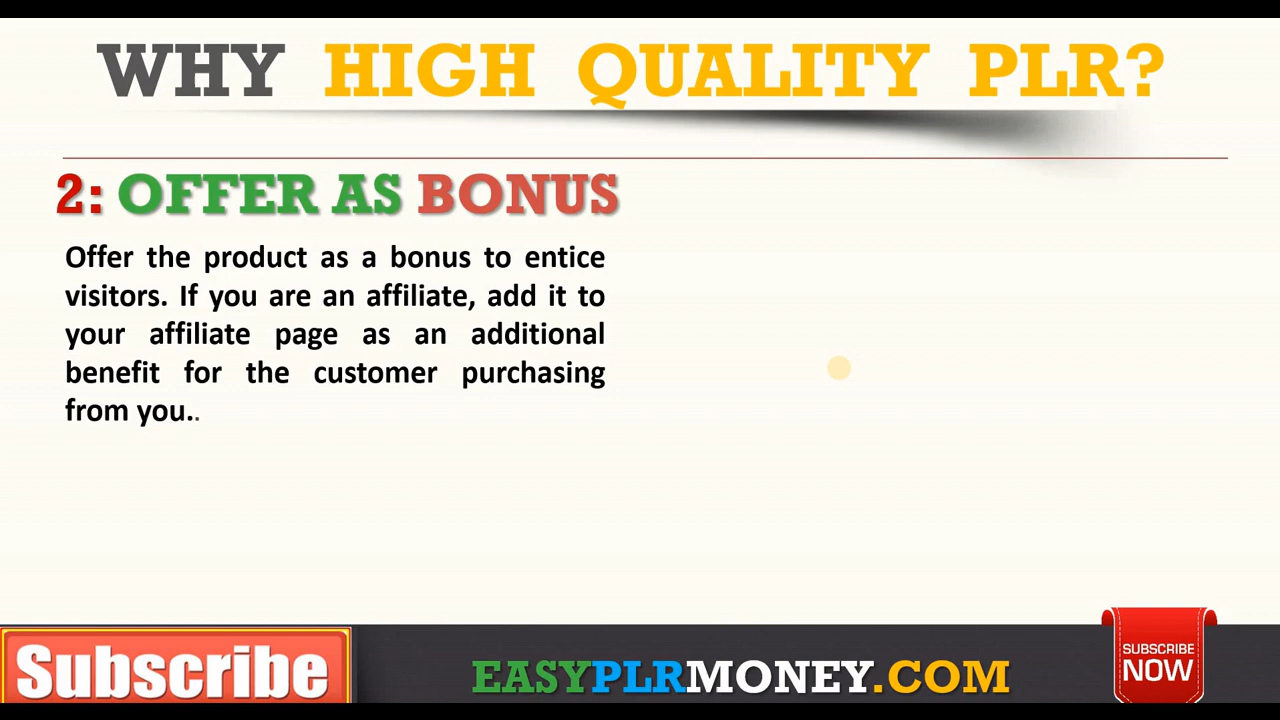 WHY HIGH QUALITY PLR?
2: OFFER AS BONUS
Offer the product as a bonus to entice
visitors. If you are an affiliate, add it to
your affiliate page as an additional
benefit for the customer purchasing
from you..
Subscribe
EASYPLRMONEY.COM
SUBSCRIBE
NOW